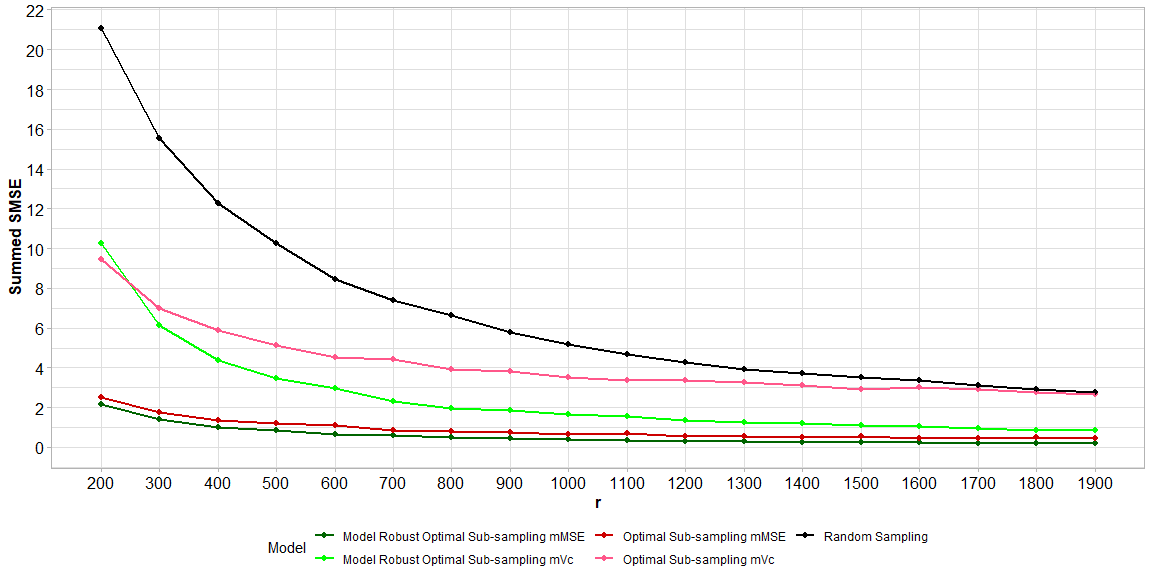 22
20
18
16
14
12
10
8
6
4
2
0
Summed SMSE
200 300 400 500 600 700 800 900 1000 1100 1200 1300 1400 1500 1600 1700 1800 1900
r
Model
Model Robust Optimal Sub-sampling mMSE Optimal Sub-sampling mMSE Random Sampling
Model Robust Optimal Sub-sampling mVc Optimal Sub-sampling mVc